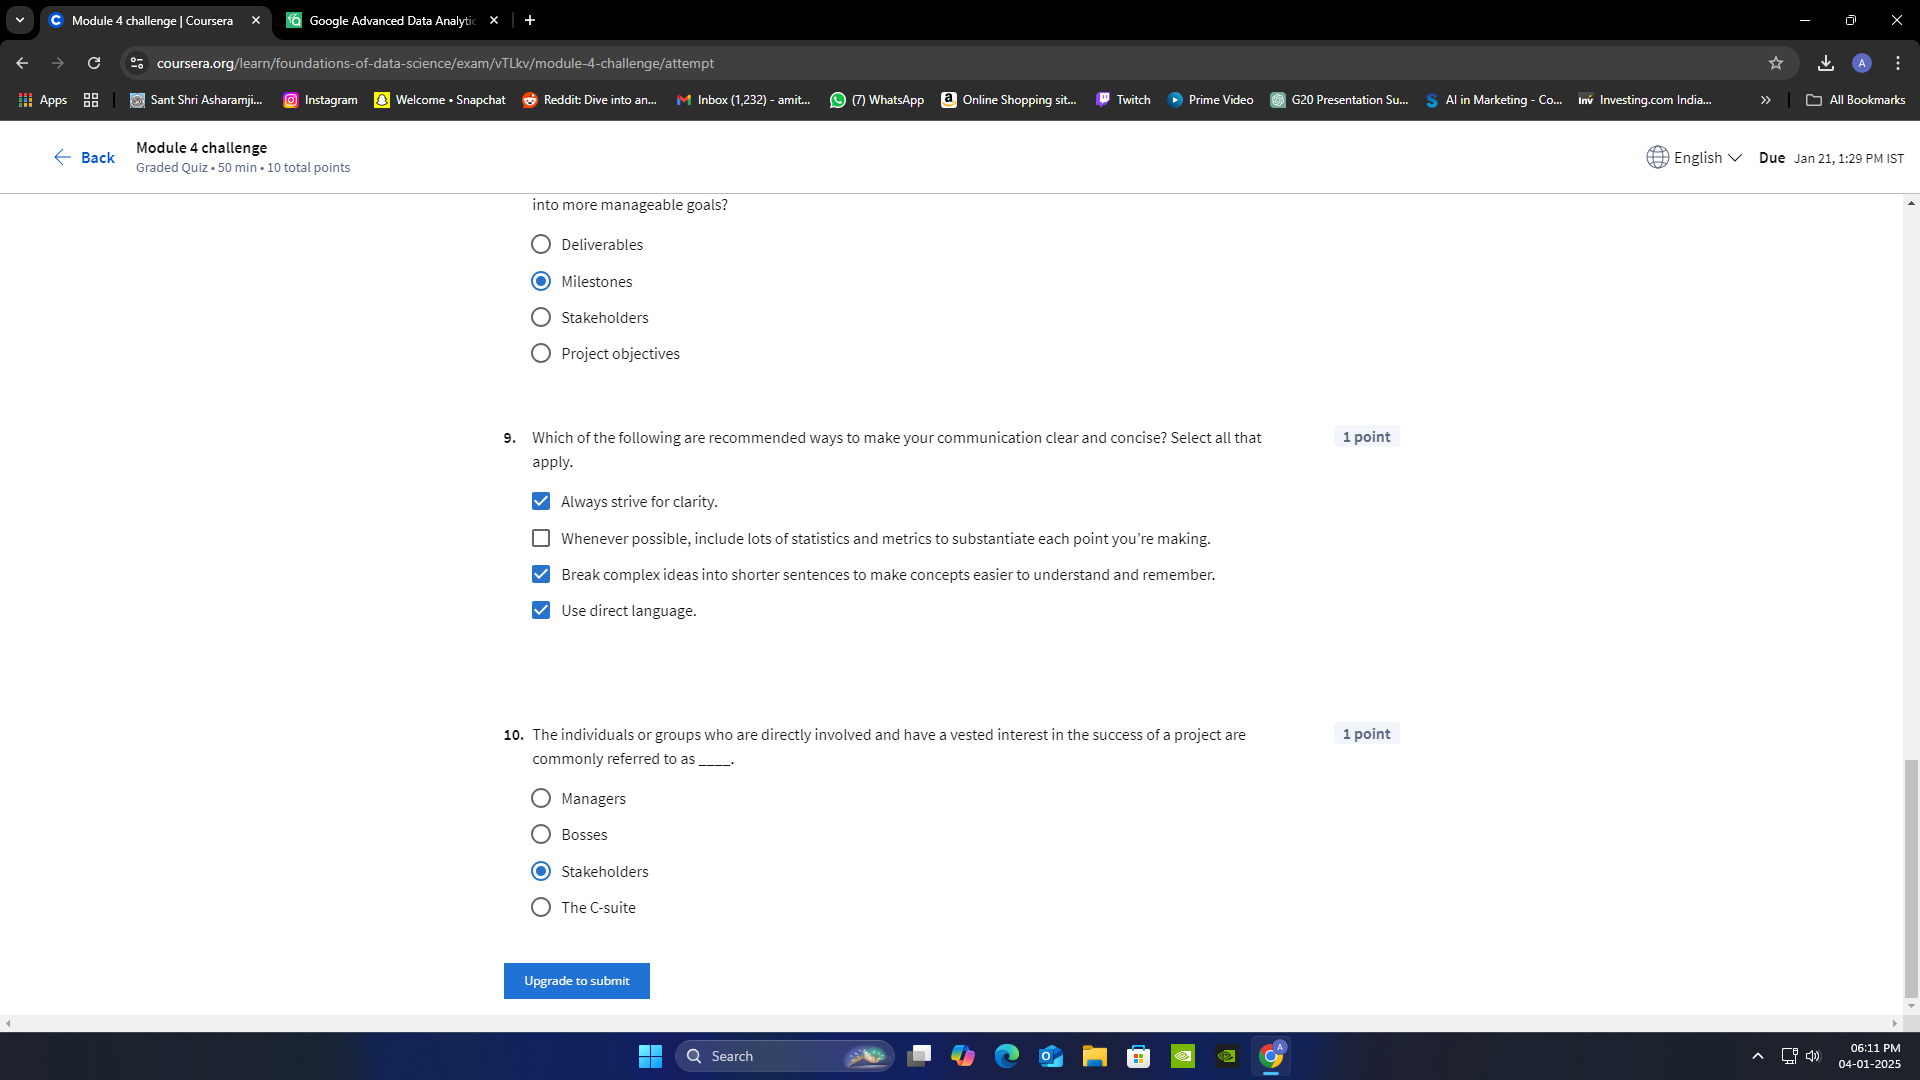 Module 4 challenge | Coursera
Google Advanced Data Analytic
coursera.org/learn/foundations-of-data-science/exam/vTLkv/module-4-challenge/attempt
A
Apps
Sant Shri Asharamji...
Instagram
Welcome • Snapchat
Reddit: Dive into an...
Inbox (1,232) - amit...
(7) WhatsApp
Online Shopping sit...
Twitch
Prime Video
G20 Presentation Su...
AI in Marketing - Co...
Investing.com India...
All Bookmarks
Back
Module 4 challenge
Graded Quiz • 50 min • 10 total points
English
Due Jan 21, 1:29 PM IST
into more manageable goals?
Deliverables
Milestones
Stakeholders
Project objectives
9. Which of the following are recommended ways to make your communication clear and concise? Select all that
apply.
1 point
Always strive for clarity.
Whenever possible, include lots of statistics and metrics to substantiate each point you’re making.
Break complex ideas into shorter sentences to make concepts easier to understand and remember.
Use direct language.
10. The individuals or groups who are directly involved and have a vested interest in the success of a project are
commonly referred to as ____.
1 point
Managers
Bosses
Stakeholders
The C-suite
Upgrade to submit
Search
06:11 PM
04-01-2025